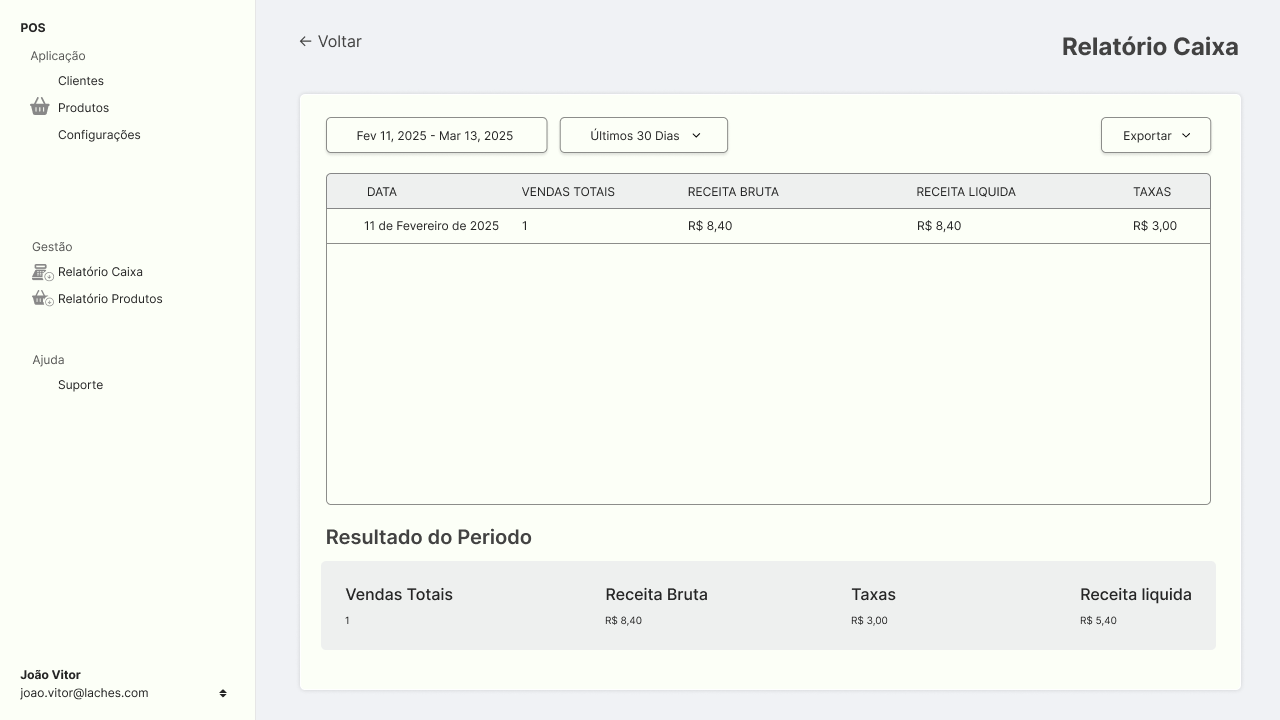 POS
Aplicação
Clientes
Produtos
Configurações
Gestão
Relatório Caixa
Relatório Produtos
Ajuda
Suporte
João Vitor
joao.vitor@laches.com
← Voltar
Relatório Caixa
Fev 11, 2025 - Mar 13, 2025
Últimos 30 Dias
Exportar
DATA VENDAS TOTAIS RECEITA BRUTA RECEITA LIQUIDA TAXAS
11 de Fevereiro de 2025 1 R$ 8,40 R$ 8,40 R$ 3,00
Resultado do Periodo
Vendas Totais Receita Bruta Taxas Receita liquida
1 R$ 8,40 R$ 3,00 R$ 5,40